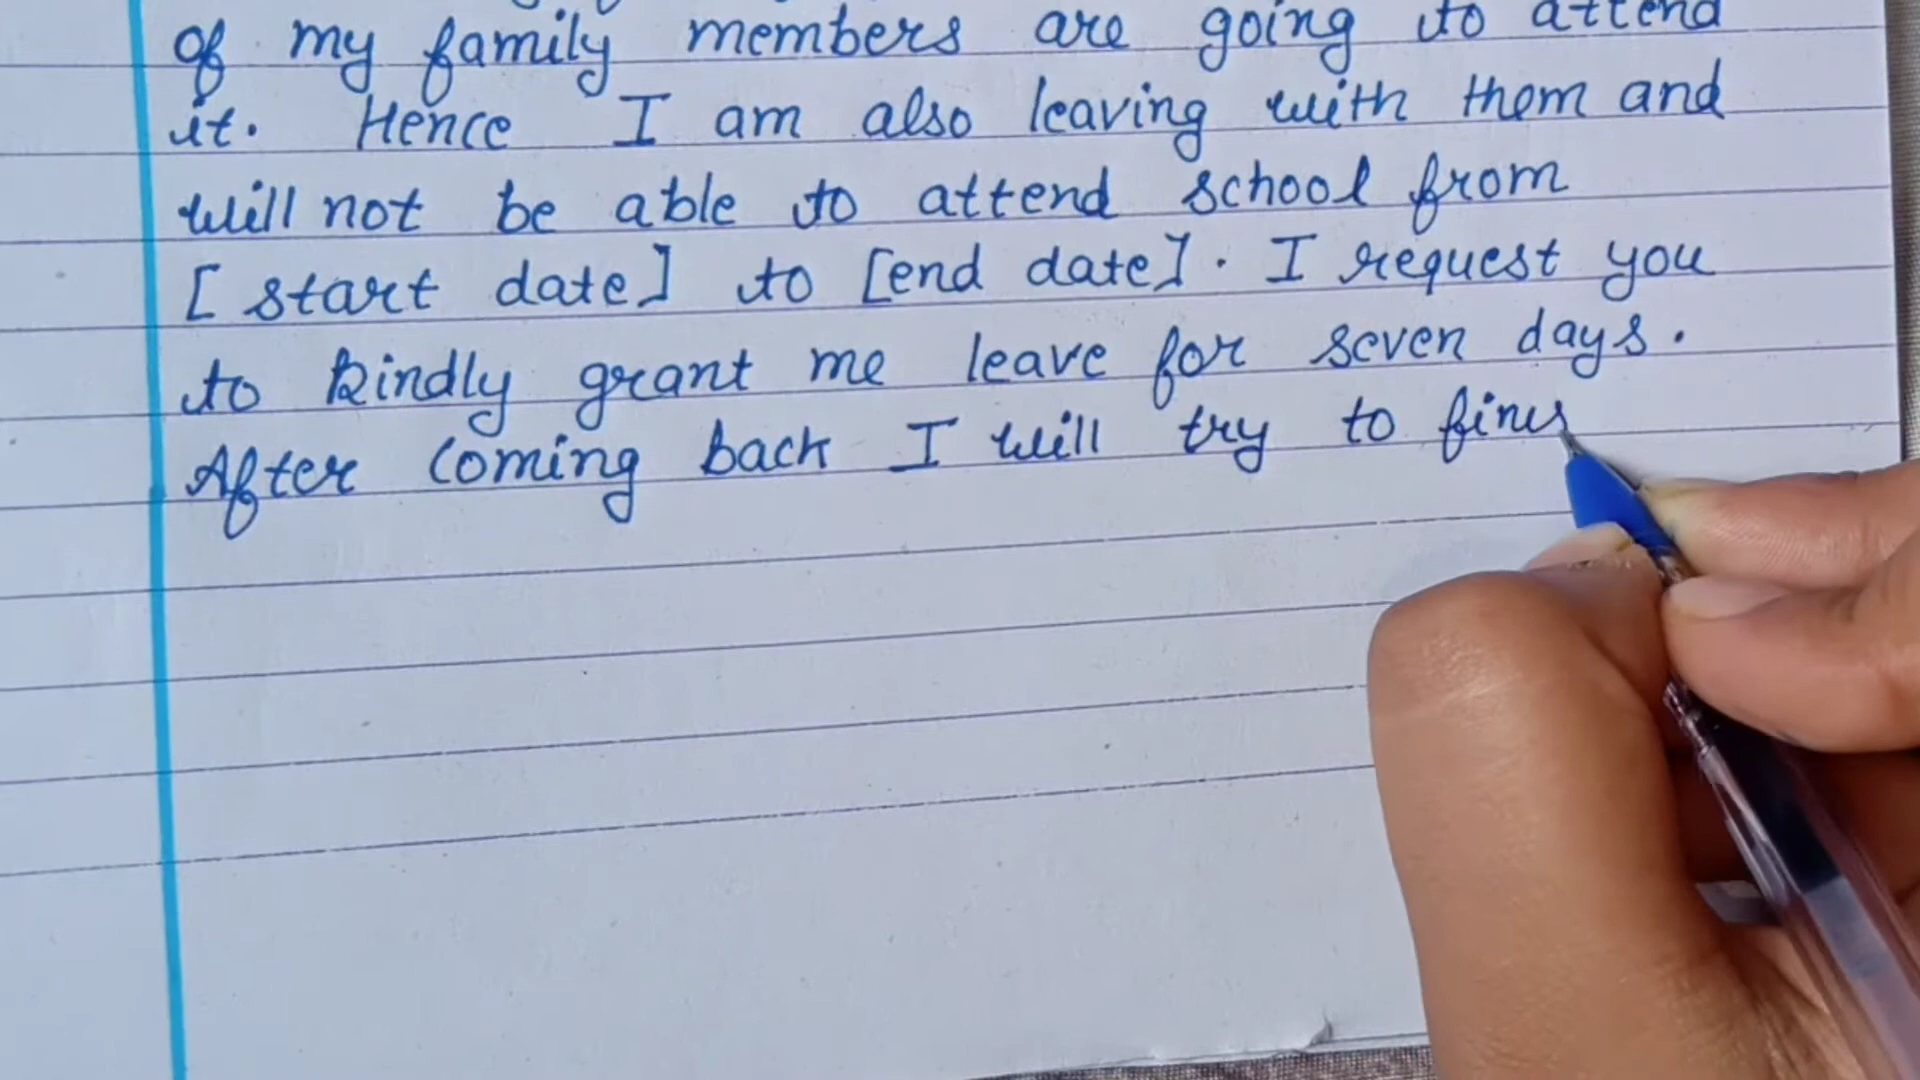 of my family members are going to attend
it. Hence I am also leaving with them and
will not be able to attend school from
[ start date] to [end date]. I request you
to kindly grant me leave for seven days.
After coming back I will try to